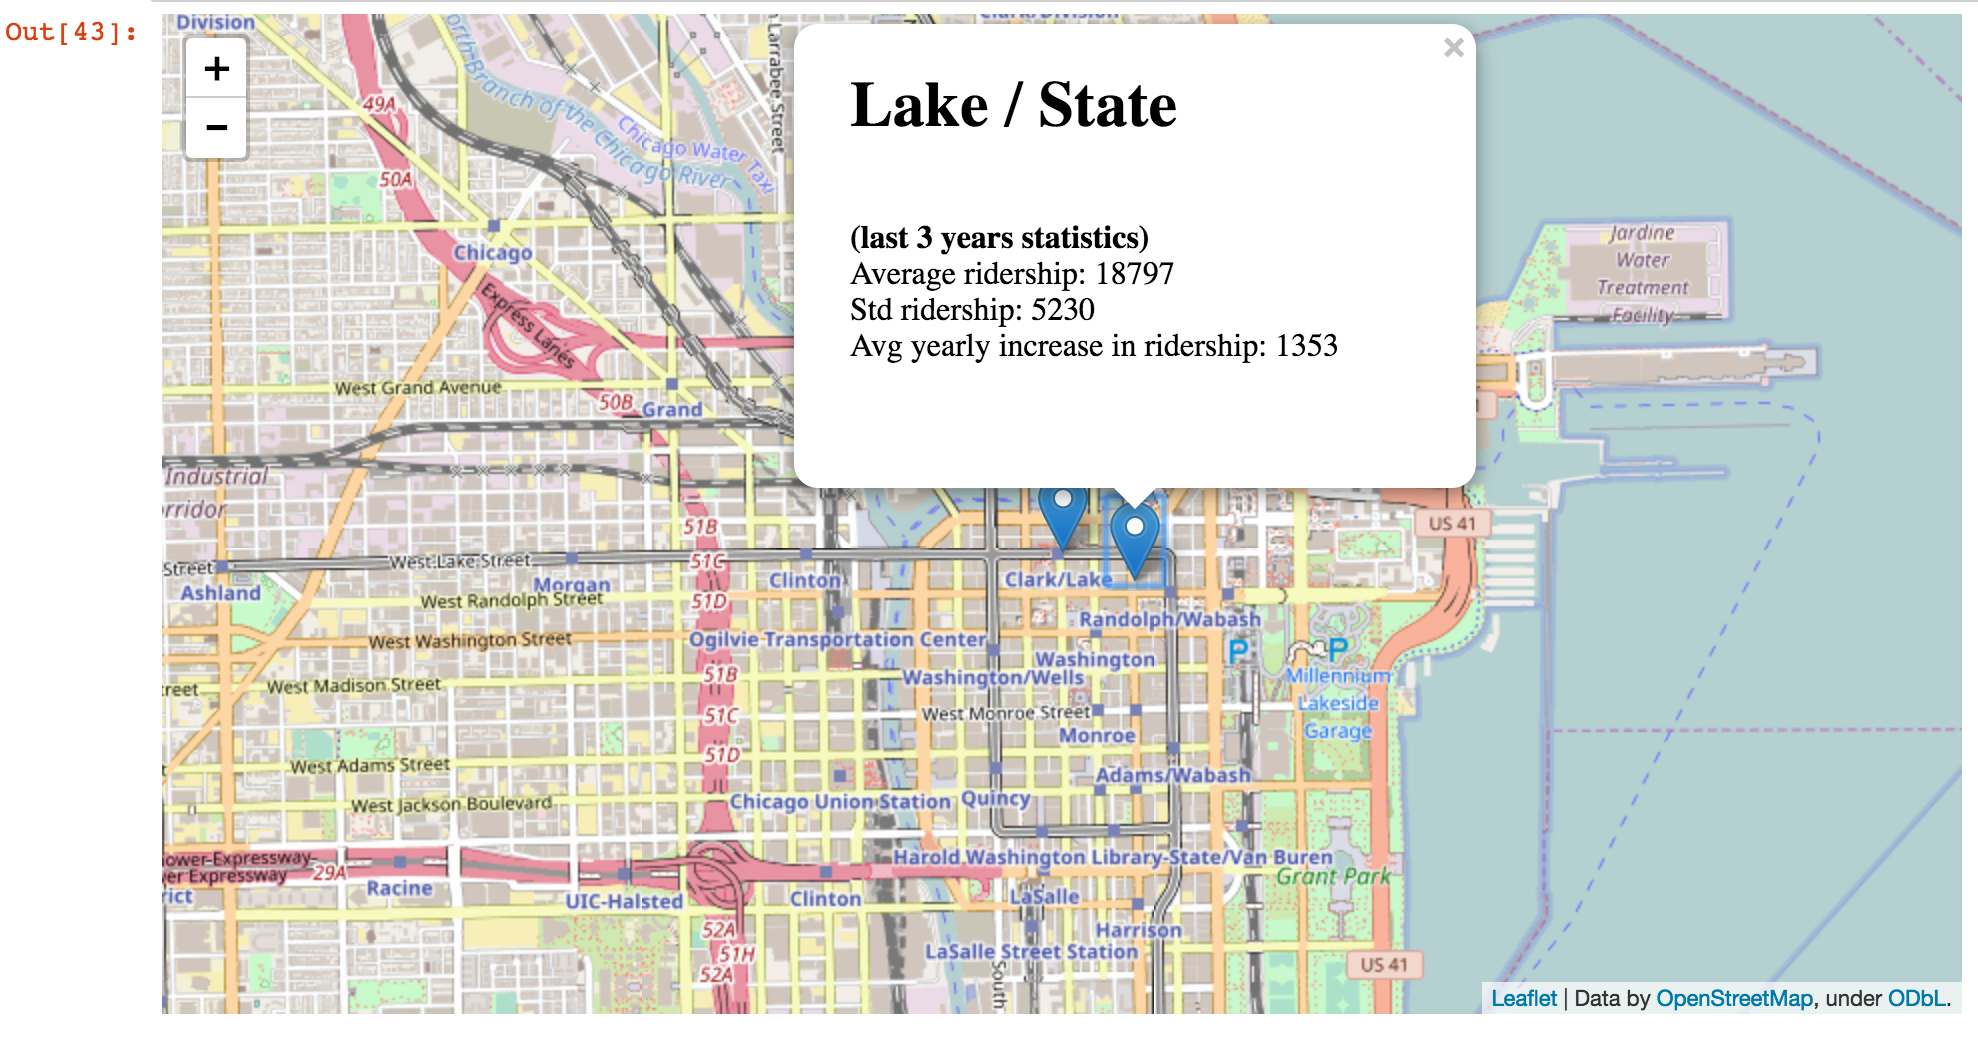 Out[43]:
Division
Clark/Division
+
−
×
Lake / State
(last 3 years statistics)
Average ridership: 18797
Std ridership: 5230
Avg yearly increase in ridership: 1353
49A
North Branch of the Chicago River
Chicago Water Taxi
Larrabee Street
50A
Chicago
Express Lanes
West Grand Avenue
50B
Grand
Jardine
Water
Treatment
Facility
Industrial
orridor
51B
US 41
Street
West Lake Street
51C
Ashland
Morgan
Clinton
Clark/Lake
West Randolph Street
51D
Randolph/Wabash
West Washington Street
Ogilvie Transportation Center
P
P
Washington
51B
Washington/Wells
Millennium
Lakeside
Garage
reet
West Madison Street
51C
West Monroe Street
Monroe
51D
West Adams Street
Adams/Wabash
West Jackson Boulevard
Chicago Union Station
Quincy
ower Expressway
er Expressway
29A
Harold Washington Library-State/Van Buren
Grant Park
rict
Racine
UIC-Halsted
Clinton
LaSalle
52A
Harrison
51H
LaSalle Street Station
52A
South
US 41
Leaflet | Data by OpenStreetMap, under ODbL.